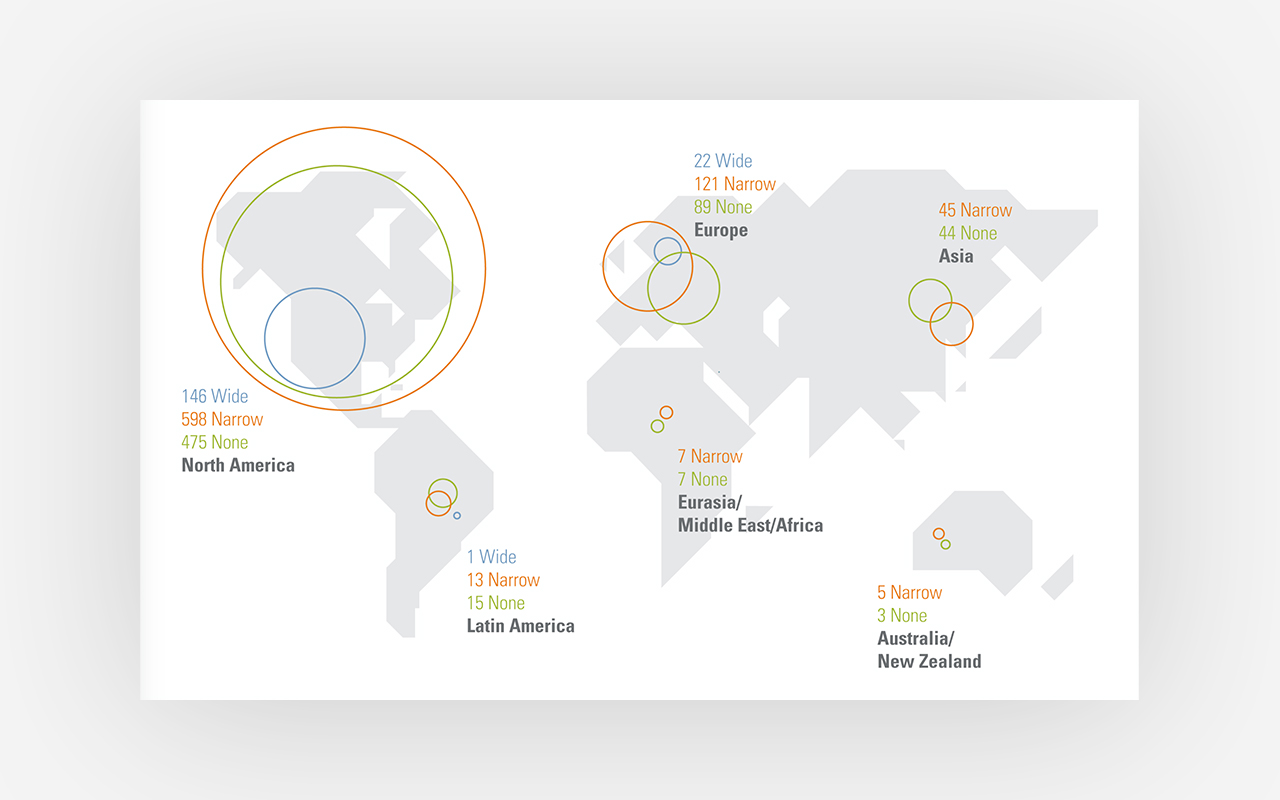 22 Wide
121 Narrow
89 None
Europe
45 Narrow
44 None
Asia
146 Wide
598 Narrow
475 None
North America
7 Narrow
7 None
Eurasia/
Middle East/Africa
1 Wide
13 Narrow
15 None
Latin America
5 Narrow
3 None
Australia/
New Zealand